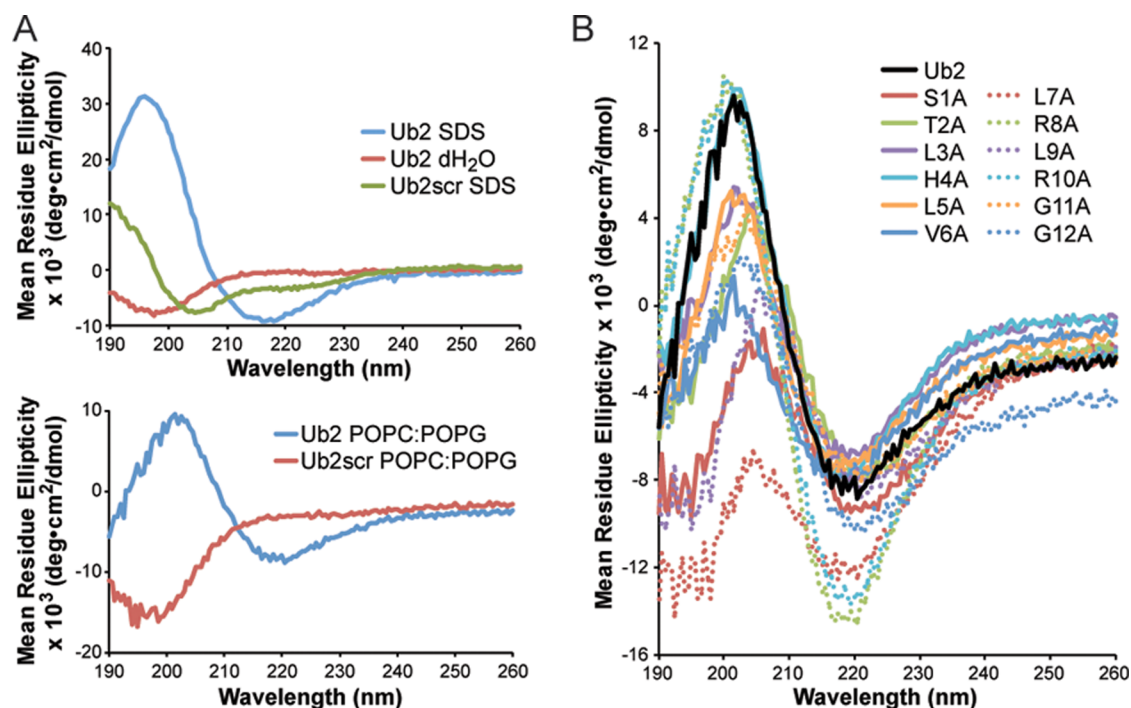 A
Mean Residue Ellipticity
x 10³ (deg•cm²/dmol)
40
30
20
10
0
-10
190 200 210 220 230 240 250 260
Wavelength (nm)
Ub2 SDS
Ub2 dH₂O
Ub2scr SDS
Mean Residue Ellipticity
x 10³ (deg•cm²/dmol)
10
0
-10
-20
190 200 210 220 230 240 250 260
Wavelength (nm)
Ub2 POPC:POPG
Ub2scr POPC:POPG
B
Mean Residue Ellipticity x 10³ (deg•cm²/dmol)
12
8
4
0
-4
-8
-12
-16
190 200 210 220 230 240 250 260
Wavelength (nm)
Ub2
S1A L7A
T2A R8A
L3A L9A
H4A R10A
L5A G11A
V6A G12A